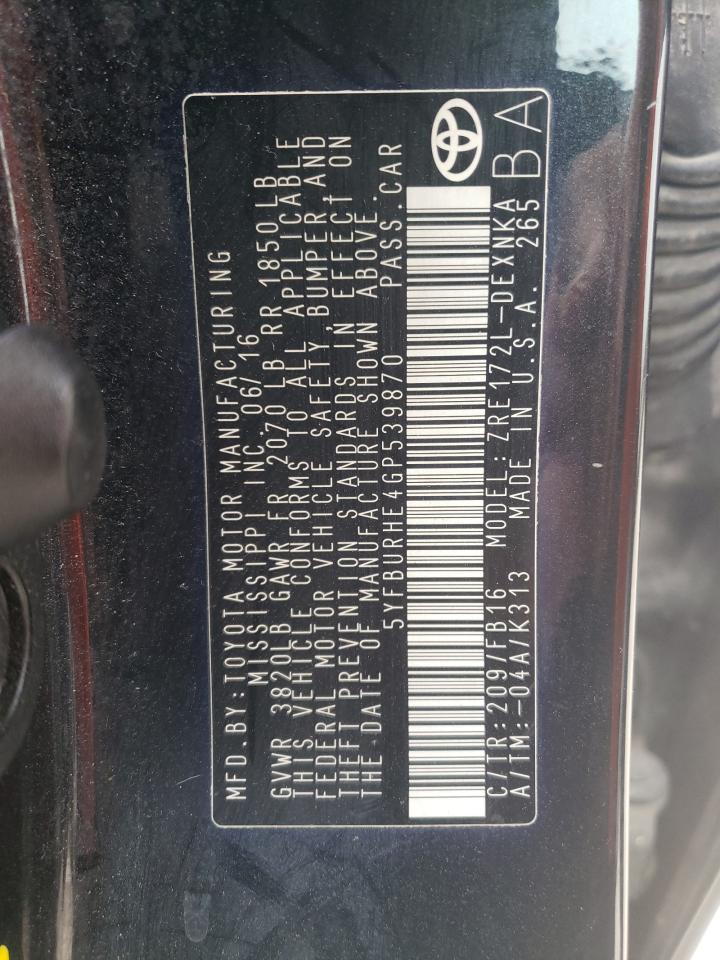 MFD.BY:TOYOTA MOTOR MANUFACTURING
MISSISSIPPI INC. 06/16
GVWR 3820LB GAWR FR 2070 LB RR 1850 LB
THIS VEHICLE CONFORMS TO ALL APPLICABLE
FEDERAL MOTOR VEHICLE SAFETY, BUMPER, AND
THEFT PREVENTION STANDARDS IN EFFECT ON
THE DATE OF MANUFACTURE SHOWN ABOVE.
5YFBURHE4GP539870 PASS.CAR
C/TR:209/FB16 MODEL:ZRE172L-DEXNKA
A/TM:-04A/K313 MADE IN U.S.A. 265
BA